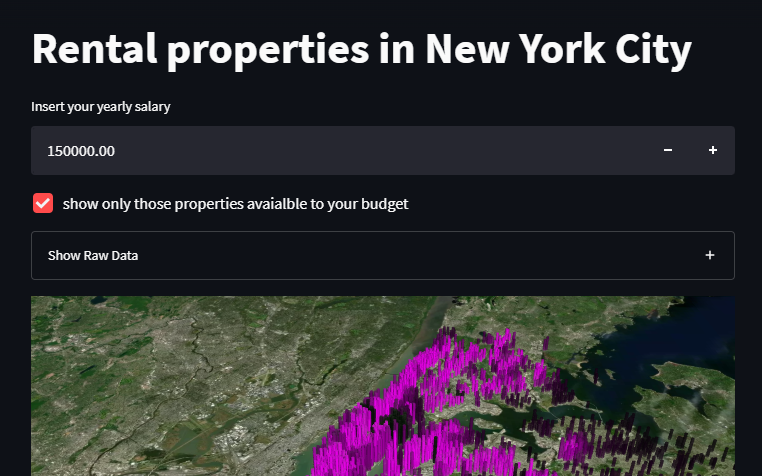 Rental properties in New York City
Insert your yearly salary
150000.00 − +
show only those properties avaialble to your budget
Show Raw Data +